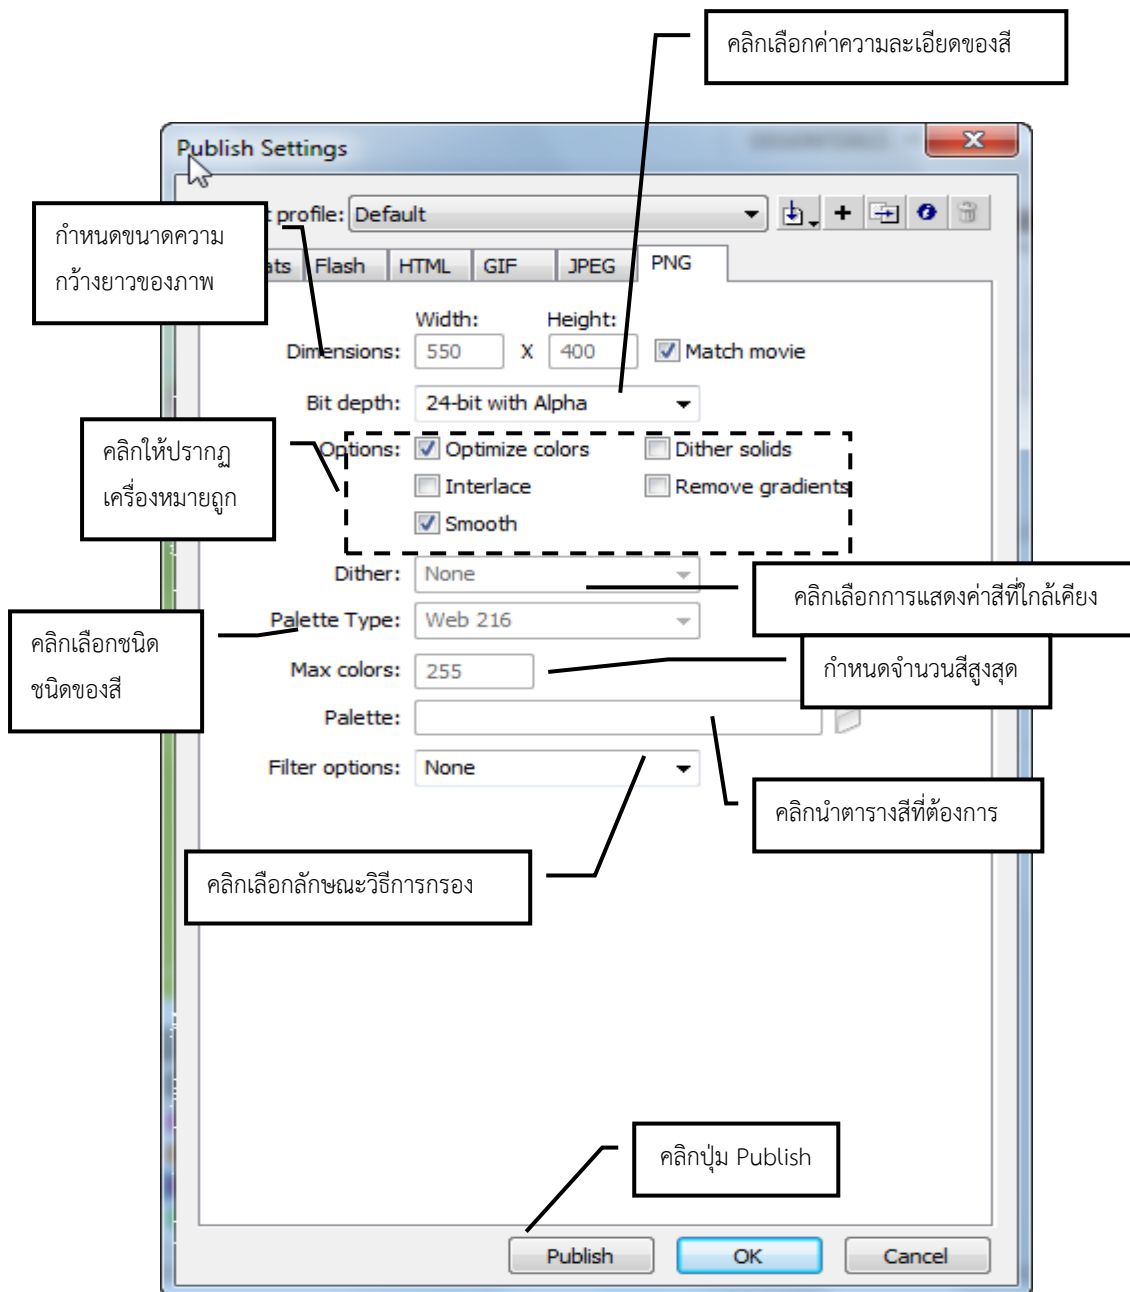 คลิกเลือกค่าความละเอียดของสี
Publish Settings
profile: Default
กำหนดขนาดความ
กว้างยาวของภาพ
Flash HTML GIF JPEG PNG
Width: Height:
Dimensions: 550 X 400 Match movie
Bit depth: 24-bit with Alpha
คลิกให้ปรากฏ
เครื่องหมายถูก
Options: Optimize colors Dither solids
Interlace Remove gradients
Smooth
Dither: None
คลิกเลือกการแสดงค่าสีที่ใกล้เคียง
Palette Type: Web 216
คลิกเลือกชนิด
ชนิดของสี
Max colors: 255
กำหนดจำนวนสีสูงสุด
Palette:
Filter options: None
คลิกนำตารางสีที่ต้องการ
คลิกเลือกลักษณะวิธีการกรอง
คลิกปุ่ม Publish
Publish OK Cancel